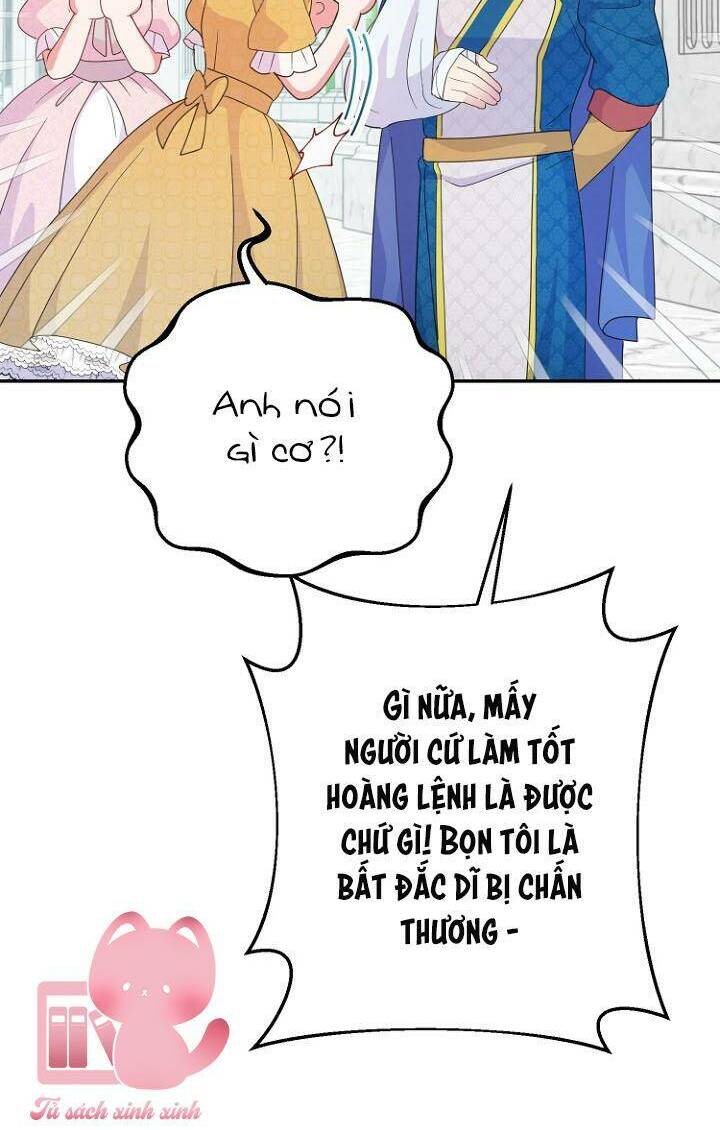 Anh nói
gì cơ?!
GÌ NỮA, MẤY
NGƯỜI CỨ LÀM TỐT
HOÀNG LỆNH LÀ ĐƯỢC
CHỨ GÌ! BỌN TÔI LÀ
BẤT ĐẮC DĨ BỊ CHẤN
THƯƠNG -
Tủ sách xinh xinh